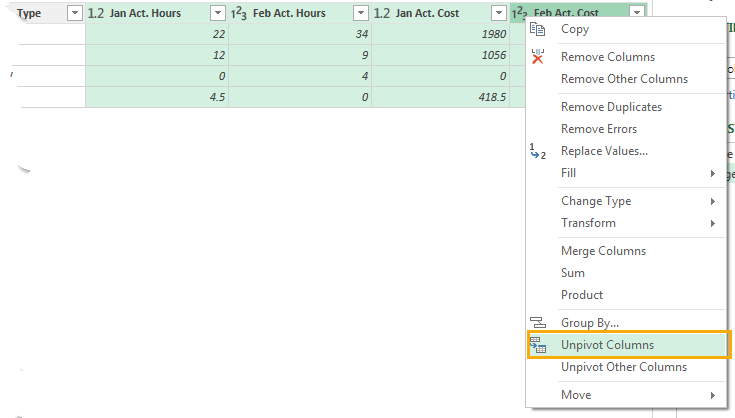 Type 1.2 Jan Act. Hours 1²3 Feb Act. Hours 1.2 Jan Act. Cost 1²3 Feb Act. Cost
22 34 1980
12 9 1056
0 4 0
4.5 0 418.5
Copy
Remove Columns
Remove Other Columns
Remove Duplicates
Remove Errors
Replace Values...
Fill
Change Type
Transform
Merge Columns
Sum
Product
Group By...
Unpivot Columns
Unpivot Other Columns
Move